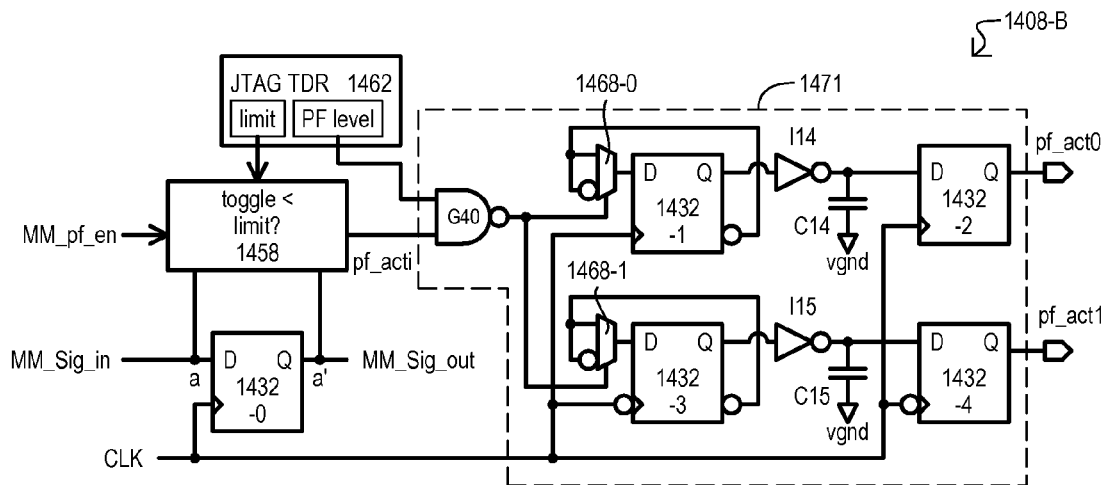 1408-B
JTAG TDR 1462
limit
PF level
1468-0
1471
I14
pf_act0
toggle <
limit?
1458
MM_pf_en
pf_acti
G40
D Q
1432
-1
C14
vgnd
D Q
1432
-2
1468-1
I15
pf_act1
MM_Sig_in
a
D Q
1432
-0
a'
MM_Sig_out
D Q
1432
-3
C15
vgnd
D Q
1432
-4
CLK